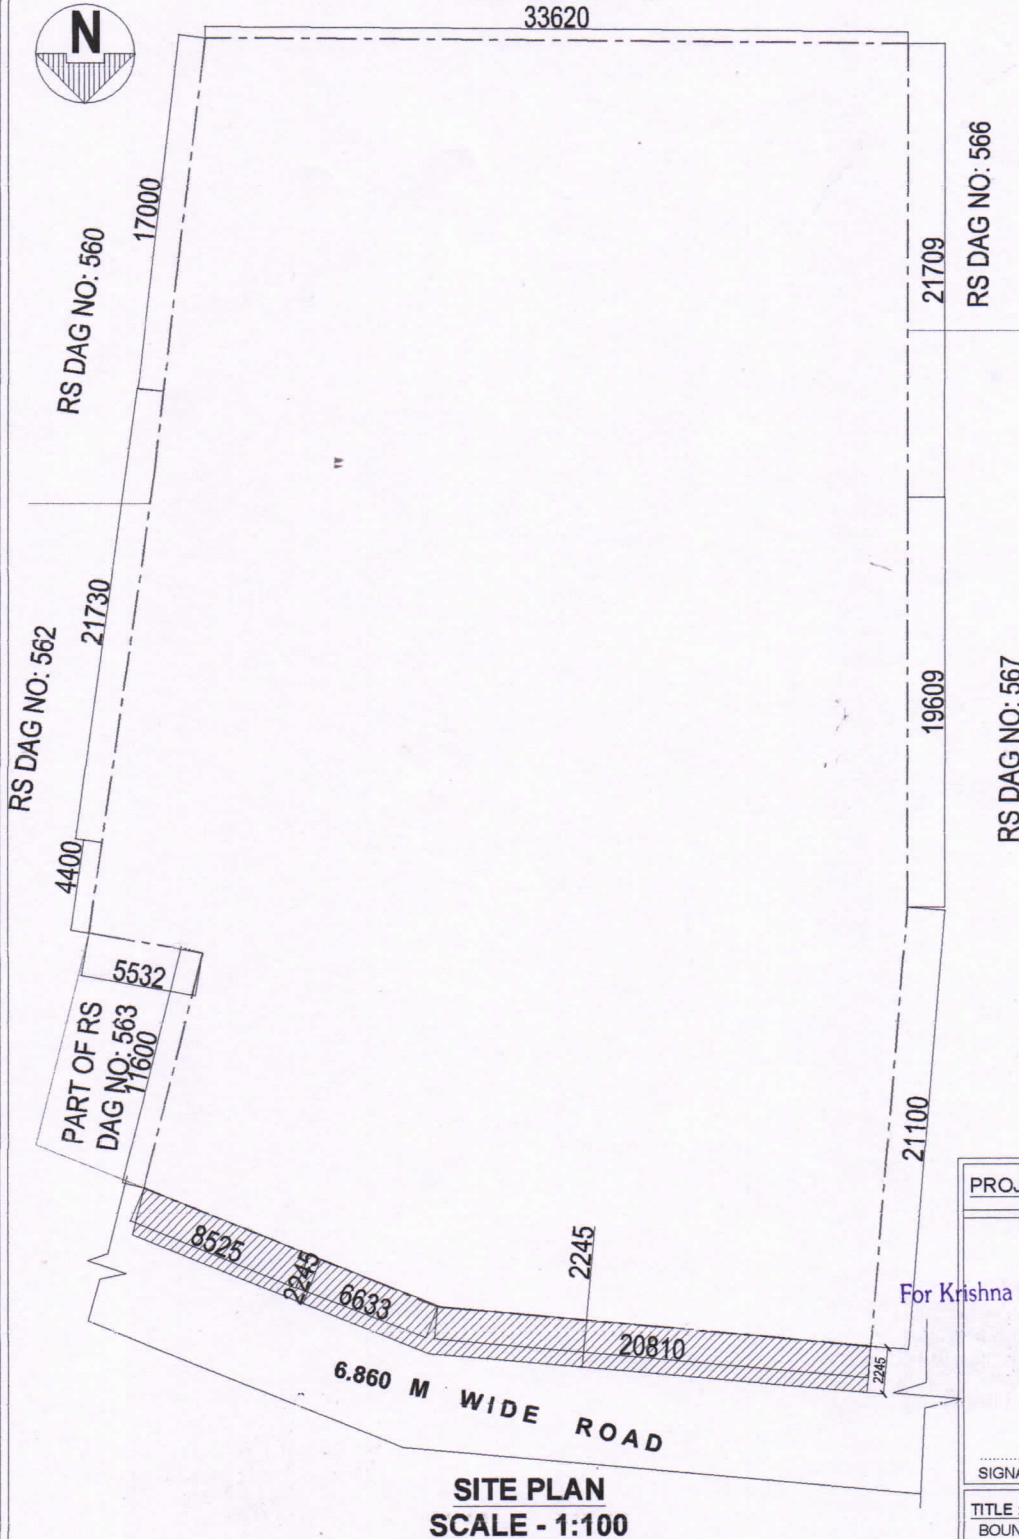 N
33620
17000
RS DAG NO: 560
21709
RS DAG NO: 566
21730
RS DAG NO: 562
19609
RS DAG NO: 567
4400
5532
PART OF RS
DAG NO: 563
11600
21100
PROJ
8525
2245
6633
2245
20810
2245
For Krishna
6.860 M WIDE ROAD
SIGNA
SITE PLAN
SCALE - 1:100
TITLE :
BOUN